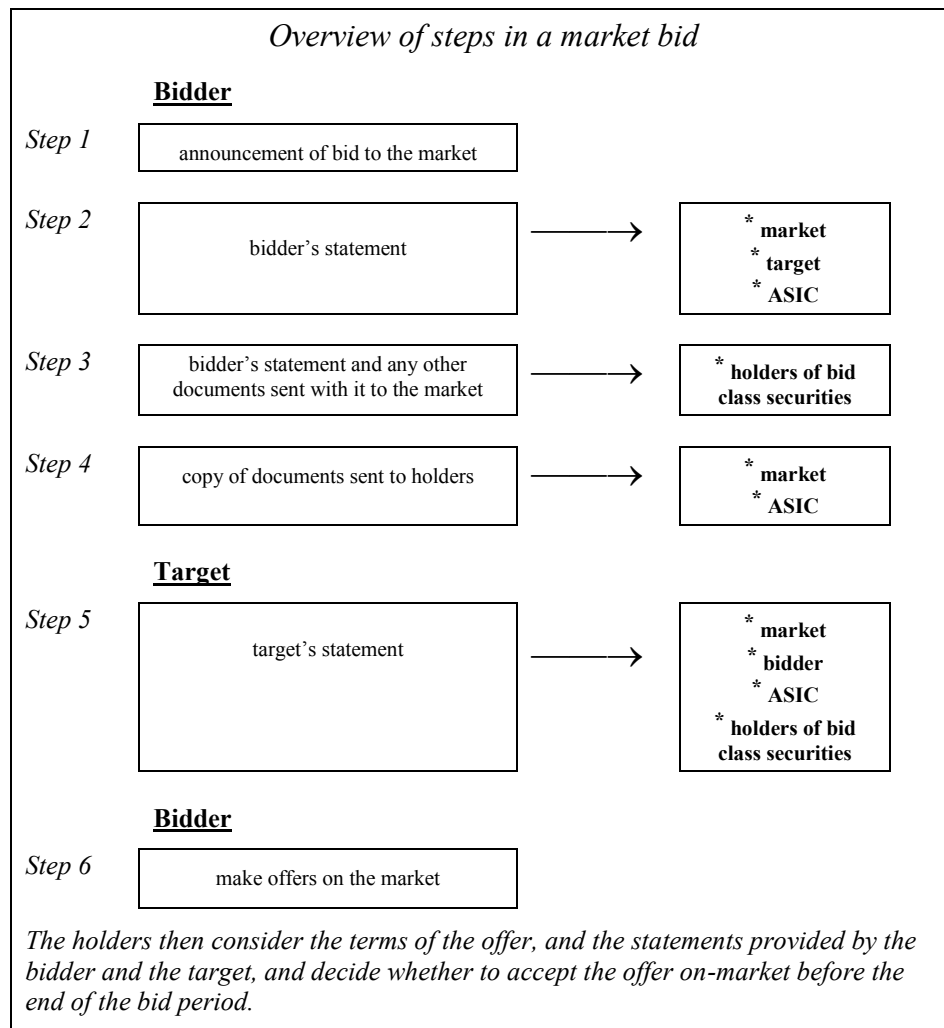 Overview of steps in a market bid
Bidder
Step 1
announcement of bid to the market
Step 2
bidder’s statement
* market
* target
* ASIC
Step 3
bidder’s statement and any other
documents sent with it to the market
* holders of bid
class securities
Step 4
copy of documents sent to holders
* market
* ASIC
Target
Step 5
target’s statement
* market
* bidder
* ASIC
* holders of bid
class securities
Bidder
Step 6
make offers on the market
The holders then consider the terms of the offer, and the statements provided by the
bidder and the target, and decide whether to accept the offer on-market before the
end of the bid period.